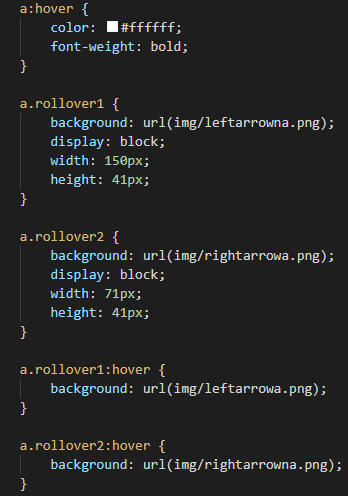 a:hover {
    color: #ffffff;
    font-weight: bold;
}

a.rollover1 {
    background: url(img/leftarrowna.png);
    display: block;
    width: 150px;
    height: 41px;
}

a.rollover2 {
    background: url(img/rightarrowa.png);
    display: block;
    width: 71px;
    height: 41px;
}

a.rollover1:hover {
    background: url(img/leftarrowa.png);
}

a.rollover2:hover {
    background: url(img/rightarrowna.png);
}